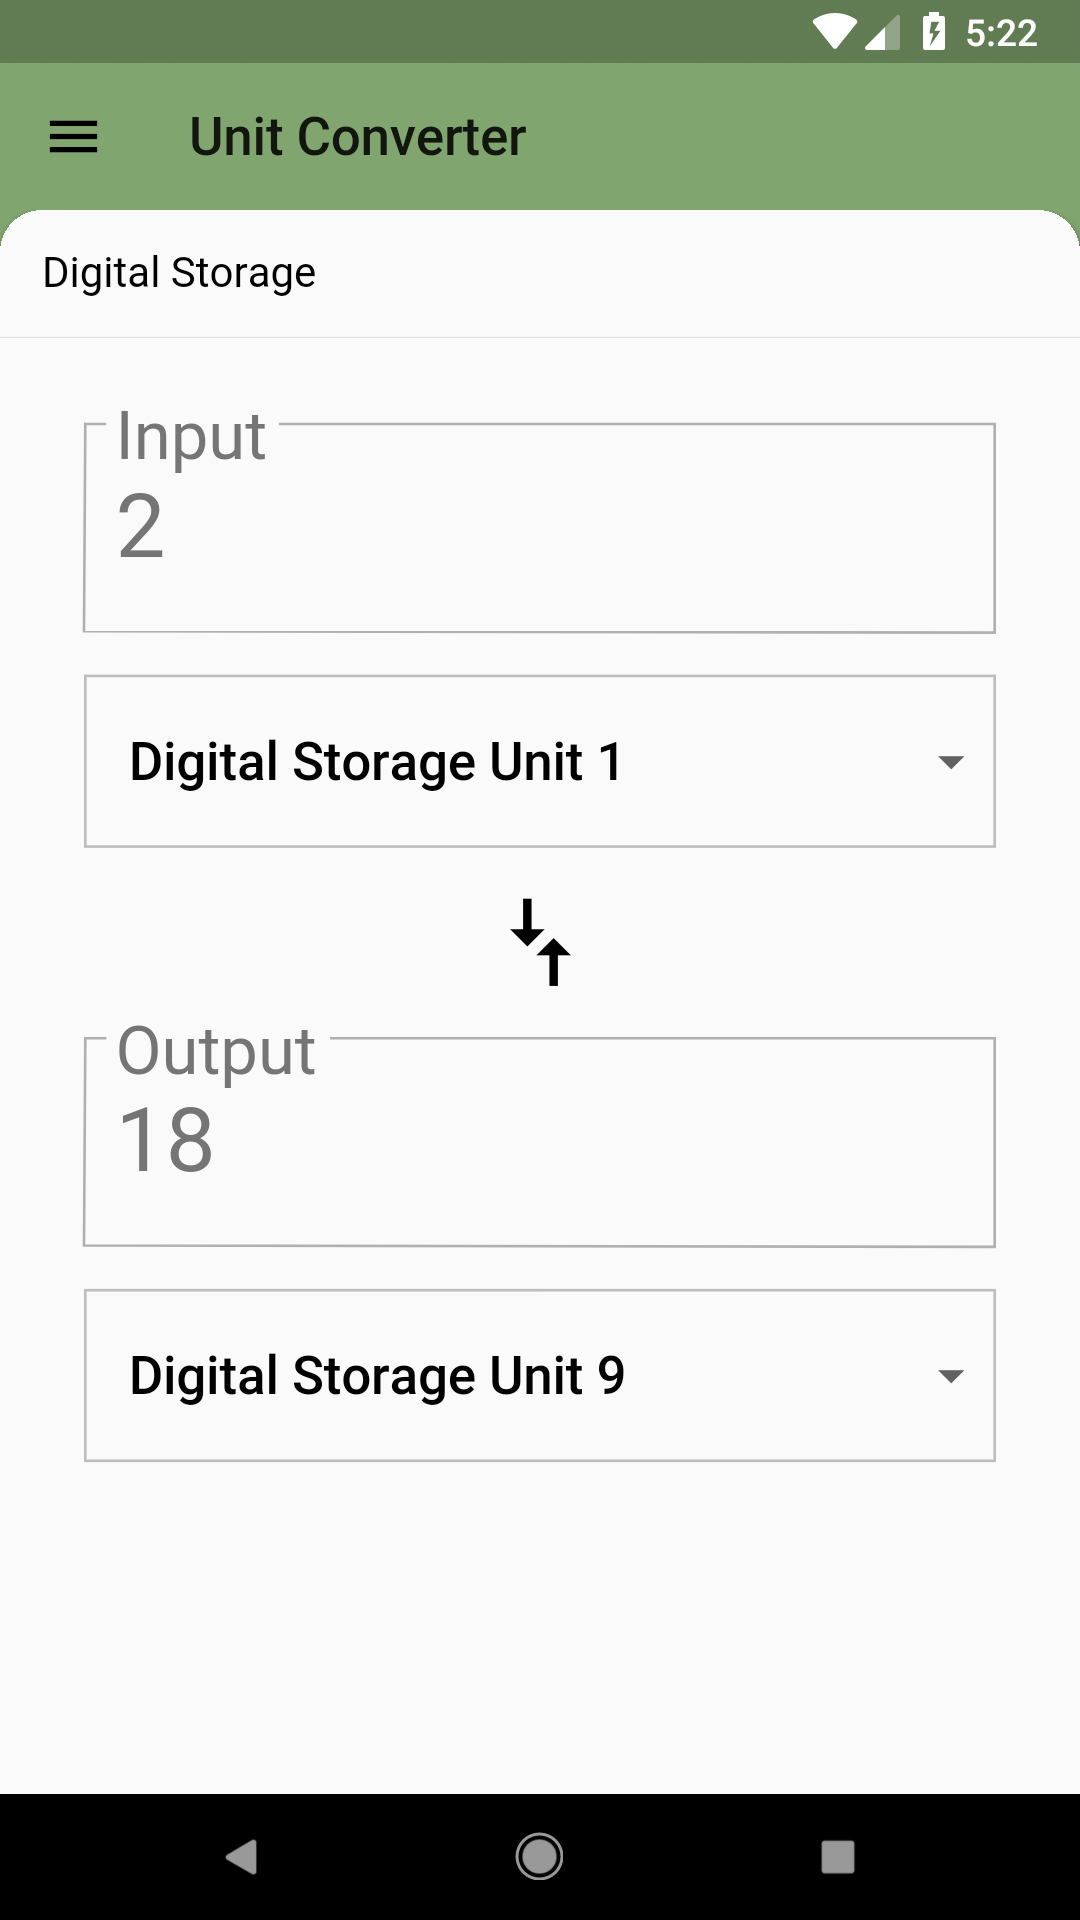 5:22
Unit Converter
Digital Storage
Input
2
Digital Storage Unit 1
Output
18
Digital Storage Unit 9